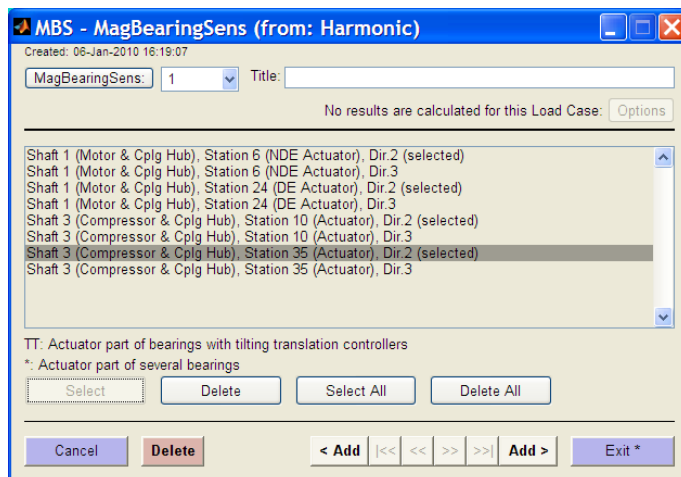 MBS - MagBearingSens (from: Harmonic)
Created: 06-Jan-2010 16:19:07
MagBearingSens: 1 Title:
No results are calculated for this Load Case: Options
Shaft 1 (Motor & Cplg Hub), Station 6 (NDE Actuator), Dir.2 (selected)
Shaft 1 (Motor & Cplg Hub), Station 6 (NDE Actuator), Dir.3
Shaft 1 (Motor & Cplg Hub), Station 24 (DE Actuator), Dir.2 (selected)
Shaft 1 (Motor & Cplg Hub), Station 24 (DE Actuator), Dir.3
Shaft 3 (Compressor & Cplg Hub), Station 10 (Actuator), Dir.2 (selected)
Shaft 3 (Compressor & Cplg Hub), Station 10 (Actuator), Dir.3
Shaft 3 (Compressor & Cplg Hub), Station 35 (Actuator), Dir.2 (selected)
Shaft 3 (Compressor & Cplg Hub), Station 35 (Actuator), Dir.3
TT: Actuator part of bearings with tilting translation controllers
*: Actuator part of several bearings
Select Delete Select All Delete All
Cancel Delete < Add |<< << >> >>| Add > Exit *